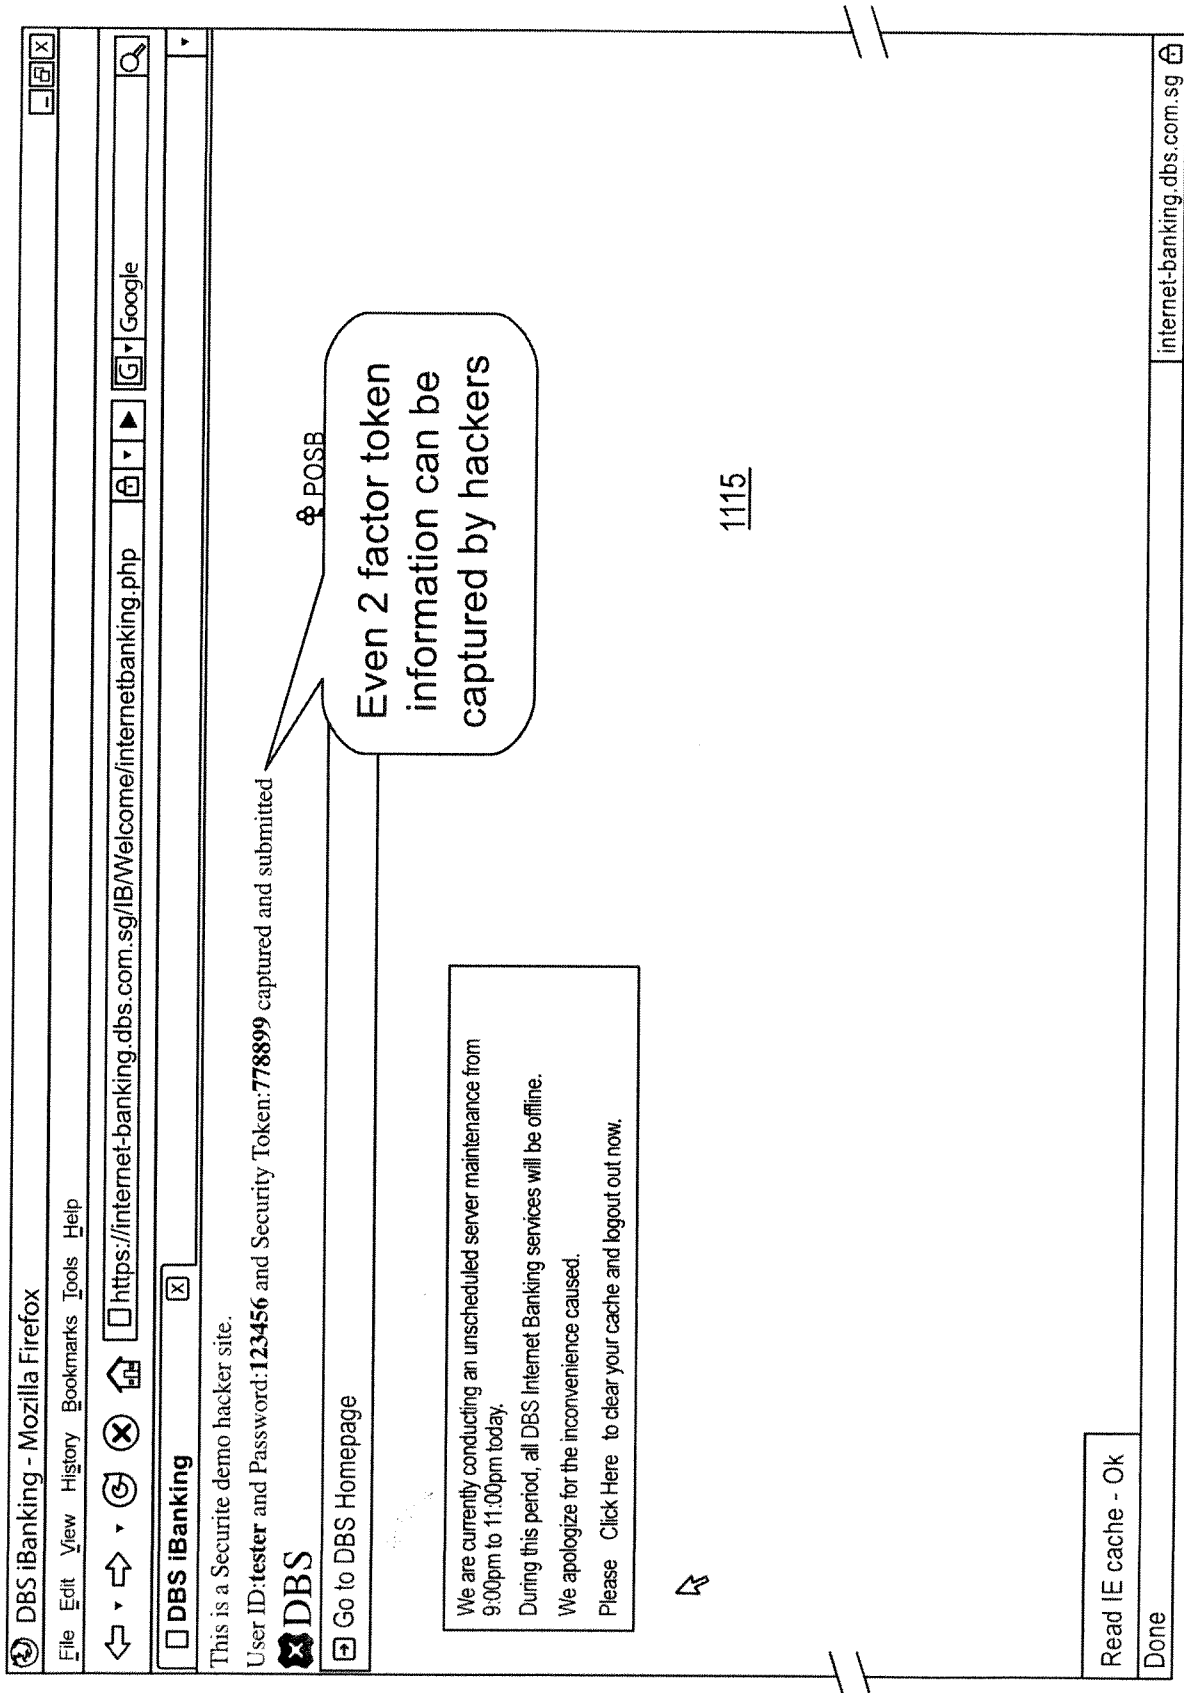 DBS iBanking - Mozilla Firefox
File Edit View History Bookmarks Tools Help
https://internet-banking.dbs.com.sg/IB/Welcome/internetbanking.php
G Google
DBS iBanking
This is a Securite demo hacker site.
User ID:tester and Password:123456 and Security Token:778899 captured and submitted
DBS
POSB
Go to DBS Homepage
Even 2 factor token
information can be
captured by hackers
We are currently conducting an unscheduled server maintenance from
9:00pm to 11:00pm today.
During this period, all DBS Internet Banking services will be offline.
We apologize for the inconvenience caused.
Please Click Here to clear your cache and logout out now.
1115
Read IE cache - Ok
Done
internet-banking.dbs.com.sg